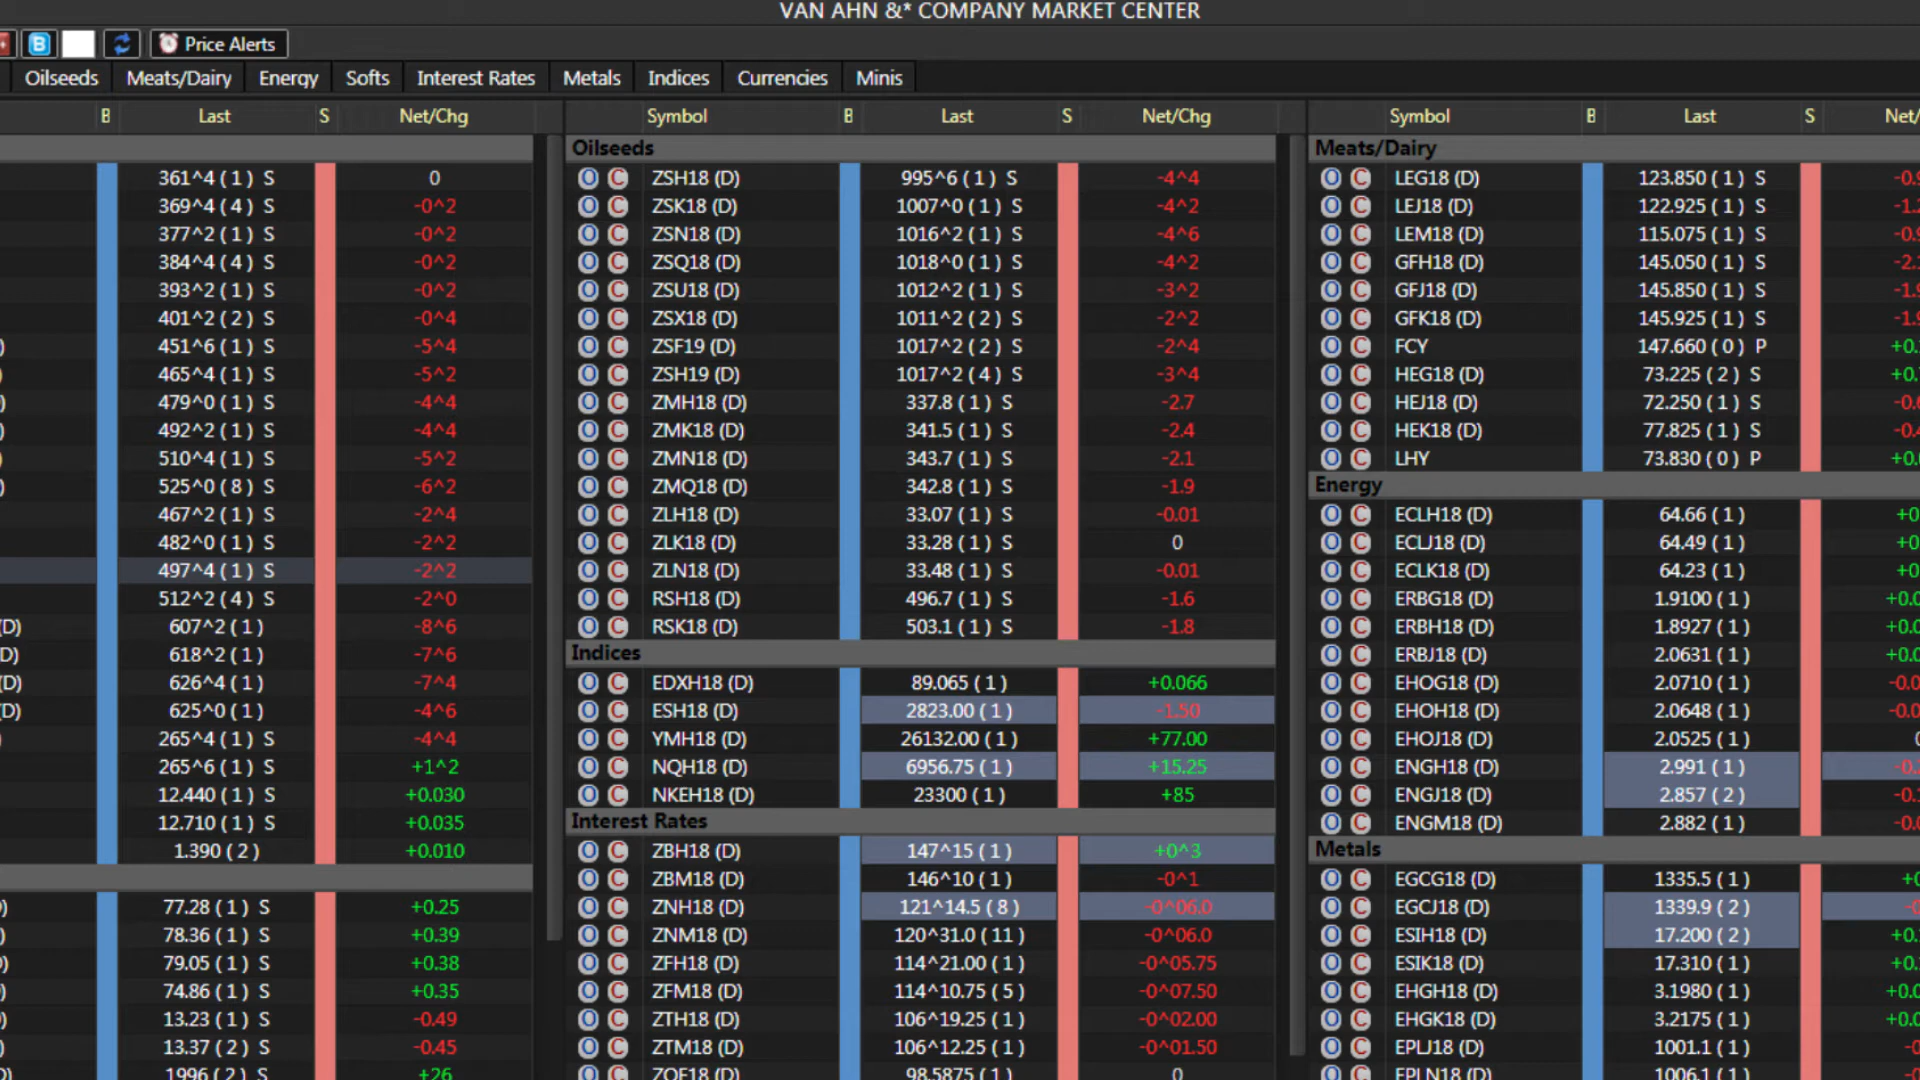 VAN AHN &* COMPANY MARKET CENTER
Price Alerts
Oilseeds Meats/Dairy Energy Softs Interest Rates Metals Indices Currencies Minis
B Last S Net/Chg Symbol B Last S Net/Chg Symbol B Last S Net/
Oilseeds Meats/Dairy
361^4 ( 1 ) S 0 O C ZSH18 (D) 995^6 ( 1 ) S -4^4 O C LEG18 (D) 123.850 ( 1 ) S
369^4 ( 4 ) S -0^2 O C ZSK18 (D) 1007^0 ( 1 ) S -4^2 O C LEJ18 (D) 122.925 ( 1 ) S
377^2 ( 1 ) S -0^2 O C ZSN18 (D) 1016^2 ( 1 ) S -4^6 O C LEM18 (D) 115.075 ( 1 ) S
384^4 ( 4 ) S -0^2 O C ZSQ18 (D) 1018^0 ( 1 ) S -4^2 O C GFH18 (D) 145.050 ( 1 ) S
393^2 ( 1 ) S -0^2 O C ZSU18 (D) 1012^2 ( 1 ) S -3^2 O C GFJ18 (D) 145.850 ( 1 ) S
401^2 ( 2 ) S -0^4 O C ZSX18 (D) 1011^2 ( 2 ) S -2^2 O C GFK18 (D) 145.925 ( 1 ) S
451^6 ( 1 ) S -5^4 O C ZSF19 (D) 1017^2 ( 2 ) S -2^4 O C FCY 147.660 ( 0 ) P
465^4 ( 1 ) S -5^2 O C ZSH19 (D) 1017^2 ( 4 ) S -3^4 O C HEG18 (D) 73.225 ( 2 ) S
479^0 ( 1 ) S -4^4 O C ZMH18 (D) 337.8 ( 1 ) S -2.7 O C HEJ18 (D) 72.250 ( 1 ) S
492^2 ( 1 ) S -4^4 O C ZMK18 (D) 341.5 ( 1 ) S -2.4 O C HEK18 (D) 77.825 ( 1 ) S
510^4 ( 1 ) S -5^2 O C ZMN18 (D) 343.7 ( 1 ) S -2.1 O C LHY 73.830 ( 0 ) P
525^0 ( 8 ) S -6^2 O C ZMQ18 (D) 342.8 ( 1 ) S -1.9 Energy
467^2 ( 1 ) S -2^4 O C ZLH18 (D) 33.07 ( 1 ) S -0.01 O C ECLH18 (D) 64.66 ( 1 )
482^0 ( 1 ) S -2^2 O C ZLK18 (D) 33.28 ( 1 ) S 0 O C ECLJ18 (D) 64.49 ( 1 )
497^4 ( 1 ) S -2^2 O C ZLN18 (D) 33.48 ( 1 ) S -0.01 O C ECLK18 (D) 64.23 ( 1 )
512^2 ( 4 ) S -2^0 O C RSH18 (D) 496.7 ( 1 ) S -1.6 O C ERBG18 (D) 1.9100 ( 1 )
(D) 607^2 ( 1 ) -8^6 O C RSK18 (D) 503.1 ( 1 ) S -1.8 O C ERBH18 (D) 1.8927 ( 1 )
(D) 618^2 ( 1 ) -7^6 Indices O C ERBJ18 (D) 2.0631 ( 1 )
(D) 626^4 ( 1 ) -7^4 O C EDXH18 (D) 89.065 ( 1 ) +0.066 O C EHOG18 (D) 2.0710 ( 1 )
(D) 625^0 ( 1 ) -4^6 O C ESH18 (D) 2823.00 ( 1 ) -1.50 O C EHOH18 (D) 2.0648 ( 1 )
265^4 ( 1 ) S -4^4 O C YMH18 (D) 26132.00 ( 1 ) +77.00 O C EHOJ18 (D) 2.0525 ( 1 )
265^6 ( 1 ) S +1^2 O C NQH18 (D) 6956.75 ( 1 ) +15.25 O C ENGH18 (D) 2.991 ( 1 )
12.440 ( 1 ) S +0.030 O C NKEH18 (D) 23300 ( 1 ) +85 O C ENGJ18 (D) 2.857 ( 2 )
12.710 ( 1 ) S +0.035 Interest Rates O C ENGM18 (D) 2.882 ( 1 )
1.390 ( 2 ) +0.010 O C ZBH18 (D) 147^15 ( 1 ) +0^3 Metals
O C ZBM18 (D) 146^10 ( 1 ) -0^1 O C EGCG18 (D) 1335.5 ( 1 )
77.28 ( 1 ) S +0.25 O C ZNH18 (D) 121^14.5 ( 8 ) -0^06.0 O C EGCJ18 (D) 1339.9 ( 2 )
78.36 ( 1 ) S +0.39 O C ZNM18 (D) 120^31.0 ( 11 ) -0^06.0 O C ESIH18 (D) 17.200 ( 2 )
79.05 ( 1 ) S +0.38 O C ZFH18 (D) 114^21.00 ( 1 ) -0^05.75 O C ESIK18 (D) 17.310 ( 1 )
74.86 ( 1 ) S +0.35 O C ZFM18 (D) 114^10.75 ( 5 ) -0^07.50 O C EHGH18 (D) 3.1980 ( 1 )
13.23 ( 1 ) S -0.49 O C ZTH18 (D) 106^19.25 ( 1 ) -0^02.00 O C EHGK18 (D) 3.2175 ( 1 )
13.37 ( 2 ) S -0.45 O C ZTM18 (D) 106^12.25 ( 1 ) -0^01.50 O C EPLJ18 (D) 1001.1 ( 1 )
1996 ( 2 ) S +26 O C ZQF18 (D) 98.5875 ( 1 ) 0 O C EPLN18 (D) 1006.1 ( 1 )